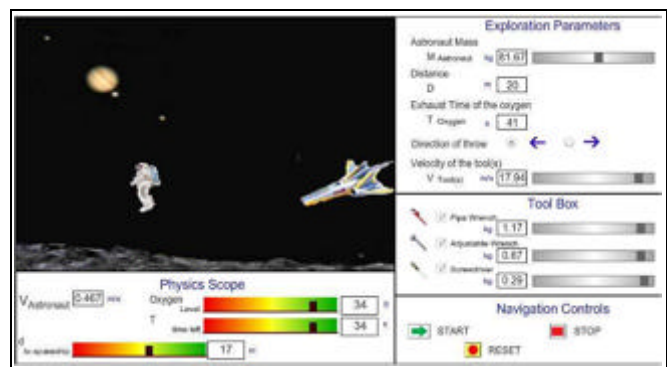 Exploration Parameters
Astronaut Mass
M Astronaut kg 81.67
Distance
D m 20
Exhaust Time of the oxygen
T Oxygen s 41
Direction of throw
Velocity of the tool(s)
V Tool(s) m/s 17.94
Tool Box
Pipe Wrench
kg 1.17
Adjustable Wrench
kg 0.67
Screwdriver
kg 0.29
Physics Scope
V Astronaut 0.467 m/s
Oxygen Level 34
T time left 34 s
d to spaceship 17 m
Navigation Controls
START
STOP
RESET